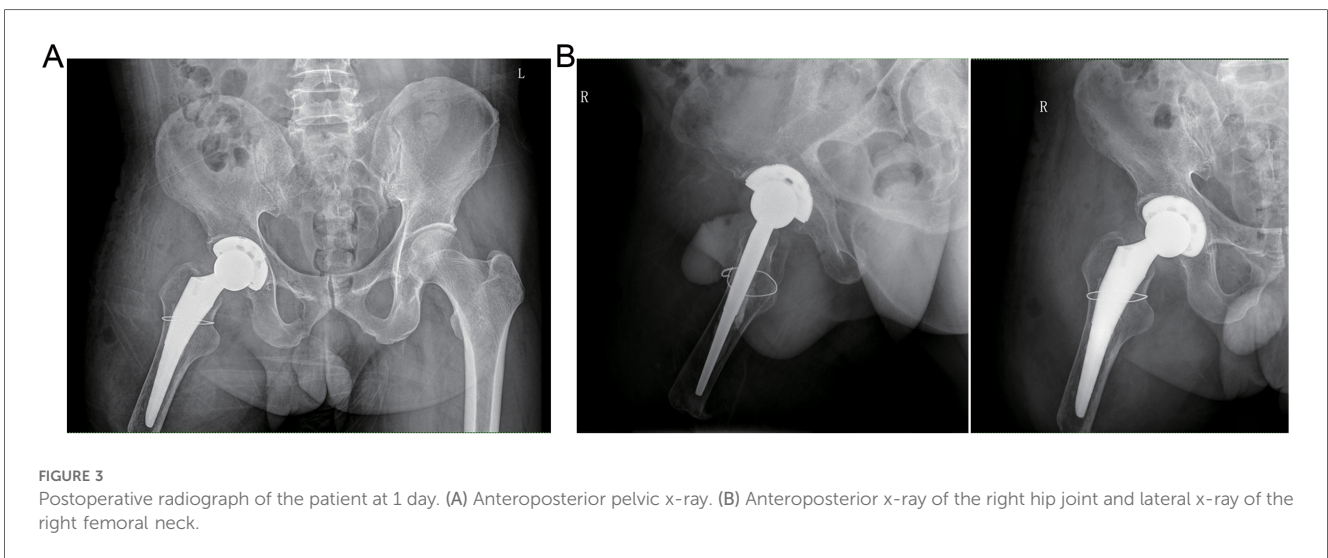 A
B
L
R
R
FIGURE 3
Postoperative radiograph of the patient at 1 day. (A) Anteroposterior pelvic x-ray. (B) Anteroposterior x-ray of the right hip joint and lateral x-ray of the
right femoral neck.